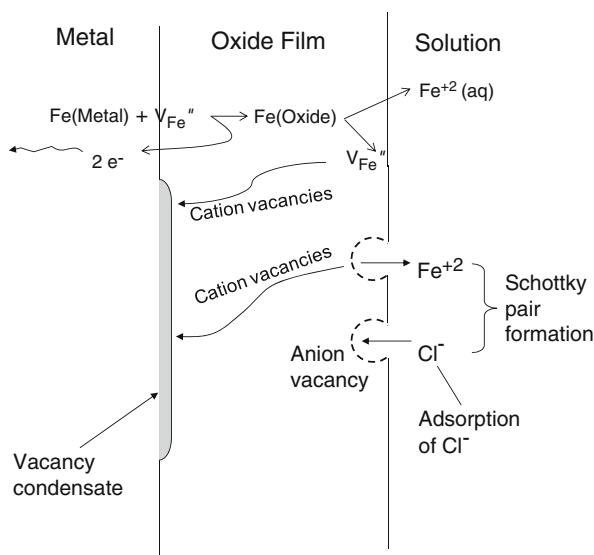 Metal
Oxide Film
Solution
Fe⁺² (aq)
Fe(Metal) + V_Fe″
Fe(Oxide)
2 e⁻
V_Fe″
Cation vacancies
Cation vacancies
Fe⁺²
Schottky
pair
formation
Anion
vacancy
Cl⁻
Adsorption
of Cl⁻
Vacancy
condensate